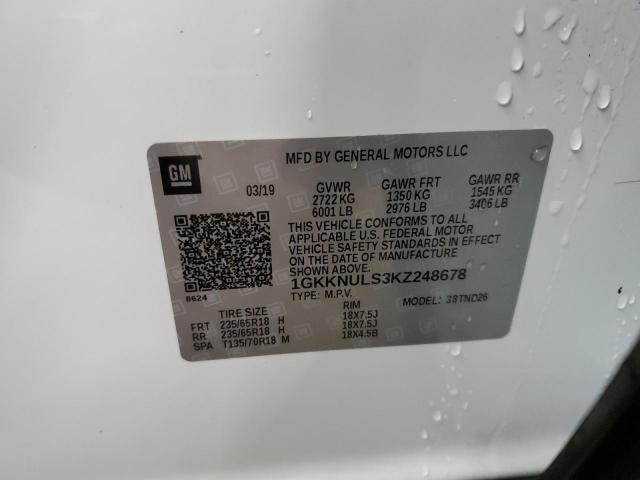 GM
MFD BY GENERAL MOTORS LLC
03/19 GVWR GAWR FRT GAWR RR
2722 KG 1350 KG 1545 KG
6001 LB 2976 LB 3406 LB
THIS VEHICLE CONFORMS TO ALL
APPLICABLE U.S. FEDERAL MOTOR
VEHICLE SAFETY STANDARDS IN EFFECT
ON THE DATE OF MANUFACTURE
SHOWN ABOVE.
1GKKNULS3KZ248678
8624
TYPE: M.P.V. MODEL: 38TND26
TIRE SIZE RIM
FRT 235/65R18 H 18X7.5J
RR 235/65R18 H 18X7.5J
SPA T135/70R18 M 18X4.5B